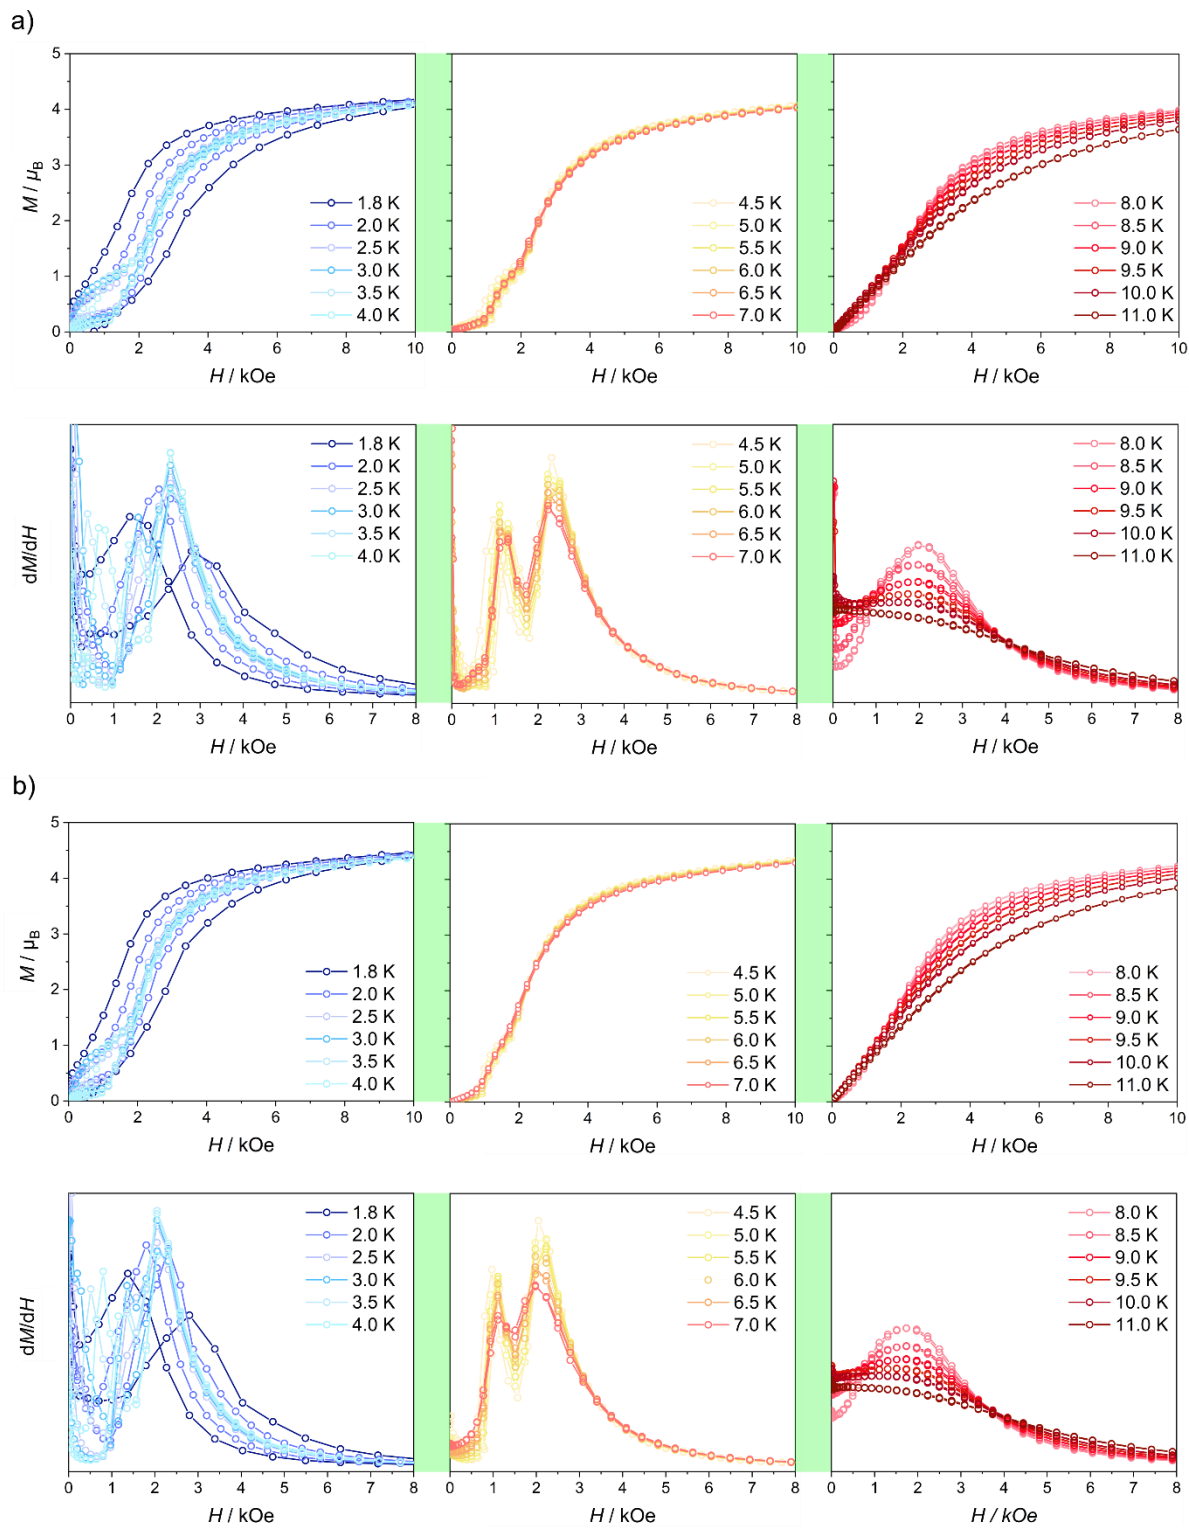 a)
5
4
3
2
1
0
M / μB
1.8 K
2.0 K
2.5 K
3.0 K
3.5 K
4.0 K
0 2 4 6 8 10
H / kOe
4.5 K
5.0 K
5.5 K
6.0 K
6.5 K
7.0 K
0 2 4 6 8 10
H / kOe
8.0 K
8.5 K
9.0 K
9.5 K
10.0 K
11.0 K
0 2 4 6 8 10
H / kOe
dM/dH
1.8 K
2.0 K
2.5 K
3.0 K
3.5 K
4.0 K
0 1 2 3 4 5 6 7 8
H / kOe
4.5 K
5.0 K
5.5 K
6.0 K
6.5 K
7.0 K
0 1 2 3 4 5 6 7 8
H / kOe
8.0 K
8.5 K
9.0 K
9.5 K
10.0 K
11.0 K
0 1 2 3 4 5 6 7 8
H / kOe
b)
5
4
3
2
1
0
M / μB
1.8 K
2.0 K
2.5 K
3.0 K
3.5 K
4.0 K
0 2 4 6 8 10
H / kOe
4.5 K
5.0 K
5.5 K
6.0 K
6.5 K
7.0 K
0 2 4 6 8 10
H / kOe
8.0 K
8.5 K
9.0 K
9.5 K
10.0 K
11.0 K
0 2 4 6 8 10
H / kOe
dM/dH
1.8 K
2.0 K
2.5 K
3.0 K
3.5 K
4.0 K
0 1 2 3 4 5 6 7 8
H / kOe
4.5 K
5.0 K
5.5 K
6.0 K
6.5 K
7.0 K
0 1 2 3 4 5 6 7 8
H / kOe
8.0 K
8.5 K
9.0 K
9.5 K
10.0 K
11.0 K
0 1 2 3 4 5 6 7 8
H / kOe